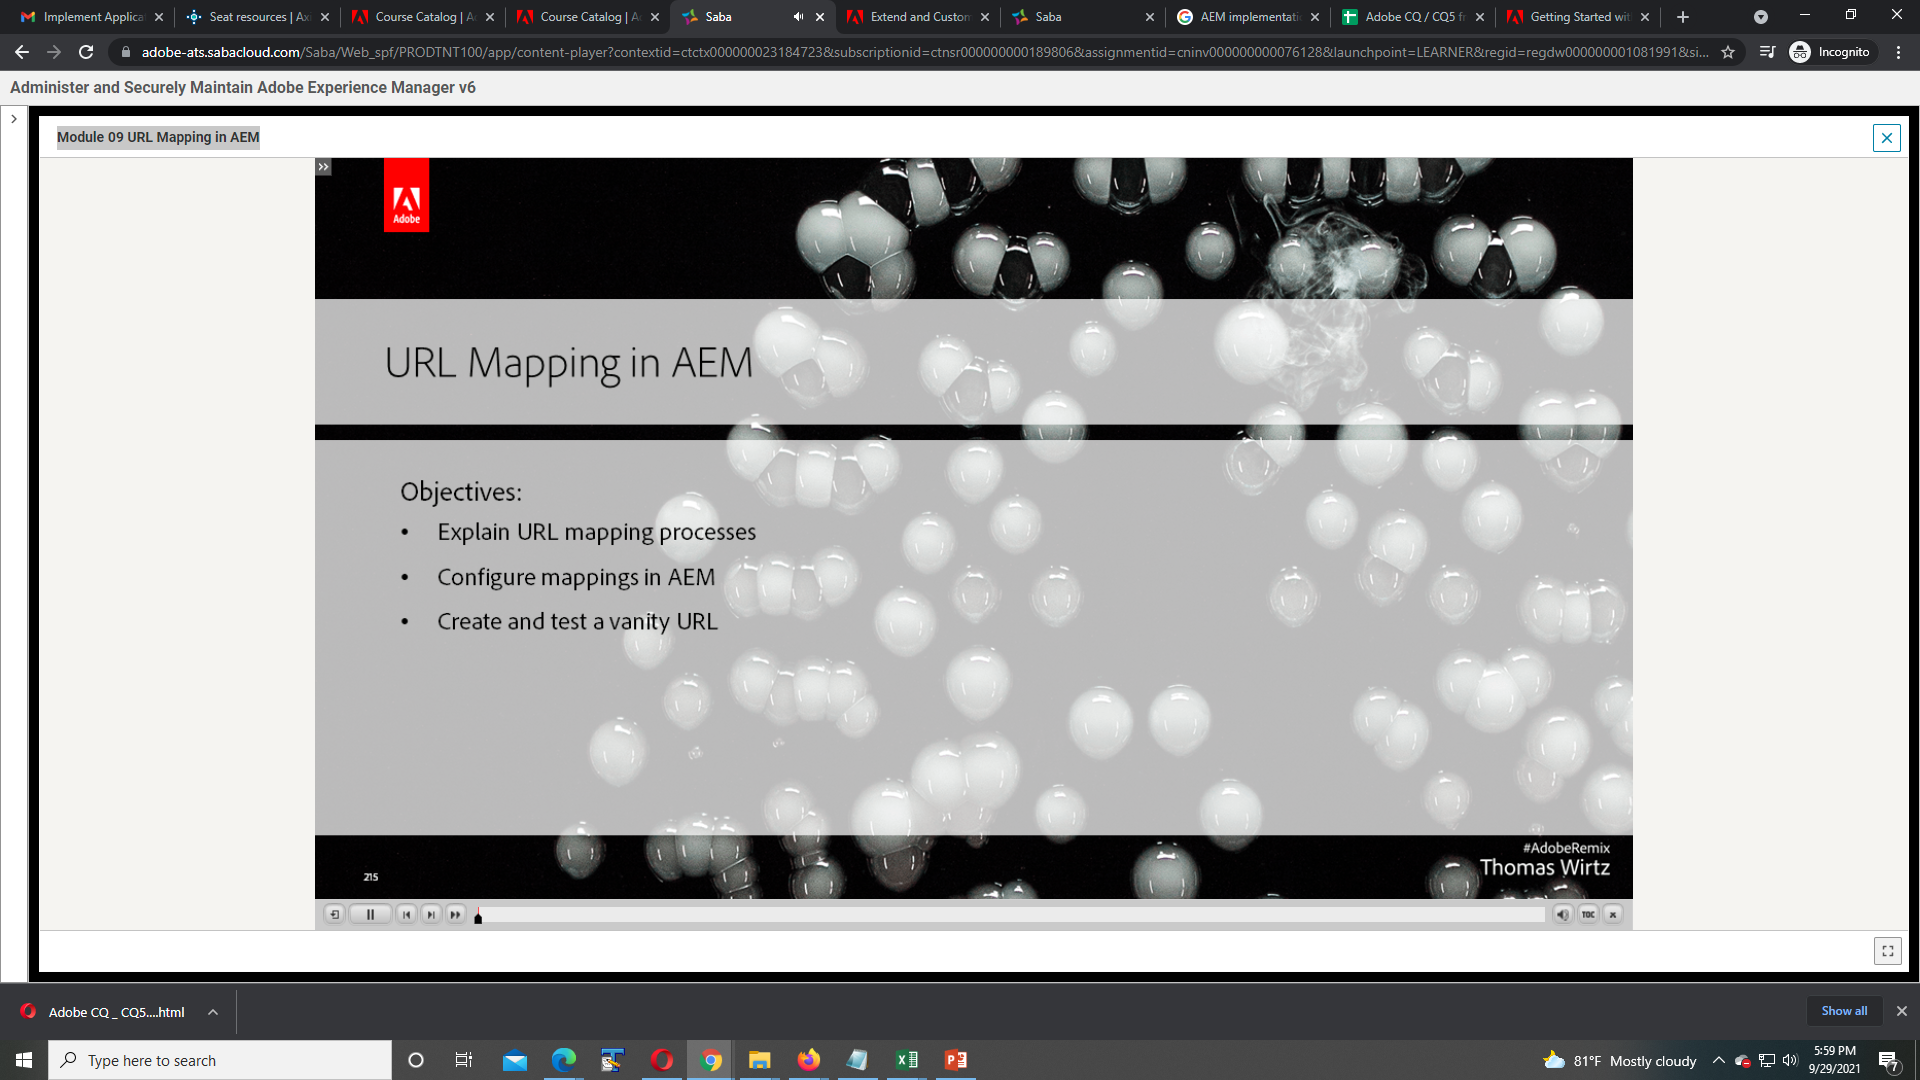 Implement Applica
Seat resources | Ax
Course Catalog | A
Course Catalog | A
Saba
Extend and Custom
Saba
AEM implementati
Adobe CQ / CQ5 f
Getting Started wit
adobe-ats.sabacloud.com/Saba/Web_spf/PRODTNT100/app/content-player?contextid=ctctx000000023184723&subscriptionid=ctnsr000000000189806&assignmentid=cninv000000000076128&launchpoint=LEARNER&regid=regdw000000001081991&si...
Incognito
Administer and Securely Maintain Adobe Experience Manager v6
Module 09 URL Mapping in AEM
Adobe
URL Mapping in AEM
Objectives:
• Explain URL mapping processes
• Configure mappings in AEM
• Create and test a vanity URL
#AdobeRemix
Thomas Wirtz
215
TOC
Adobe CQ _ CQ5....html
Show all
Type here to search
81°F Mostly cloudy
5:59 PM
9/29/2021
7